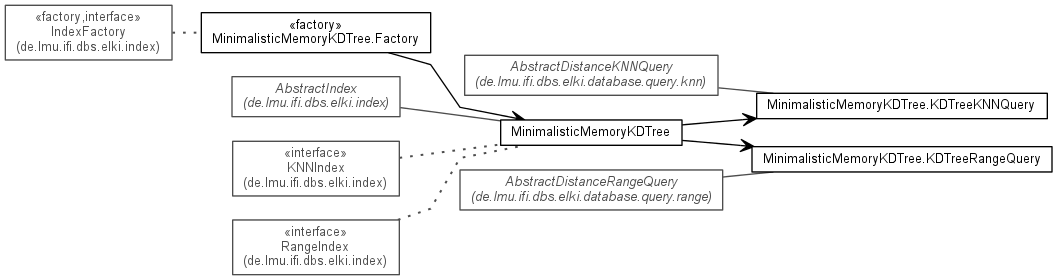 «factory,interface»
IndexFactory
(de.lmu.ifi.dbs.elki.index)
«factory»
MinimalisticMemoryKDTree.Factory
AbstractDistanceKNNQuery
(de.lmu.ifi.dbs.elki.database.query.knn)
AbstractIndex
(de.lmu.ifi.dbs.elki.index)
MinimalisticMemoryKDTree.KDTreeKNNQuery
MinimalisticMemoryKDTree
«interface»
KNNIndex
(de.lmu.ifi.dbs.elki.index)
MinimalisticMemoryKDTree.KDTreeRangeQuery
AbstractDistanceRangeQuery
(de.lmu.ifi.dbs.elki.database.query.range)
«interface»
RangeIndex
(de.lmu.ifi.dbs.elki.index)